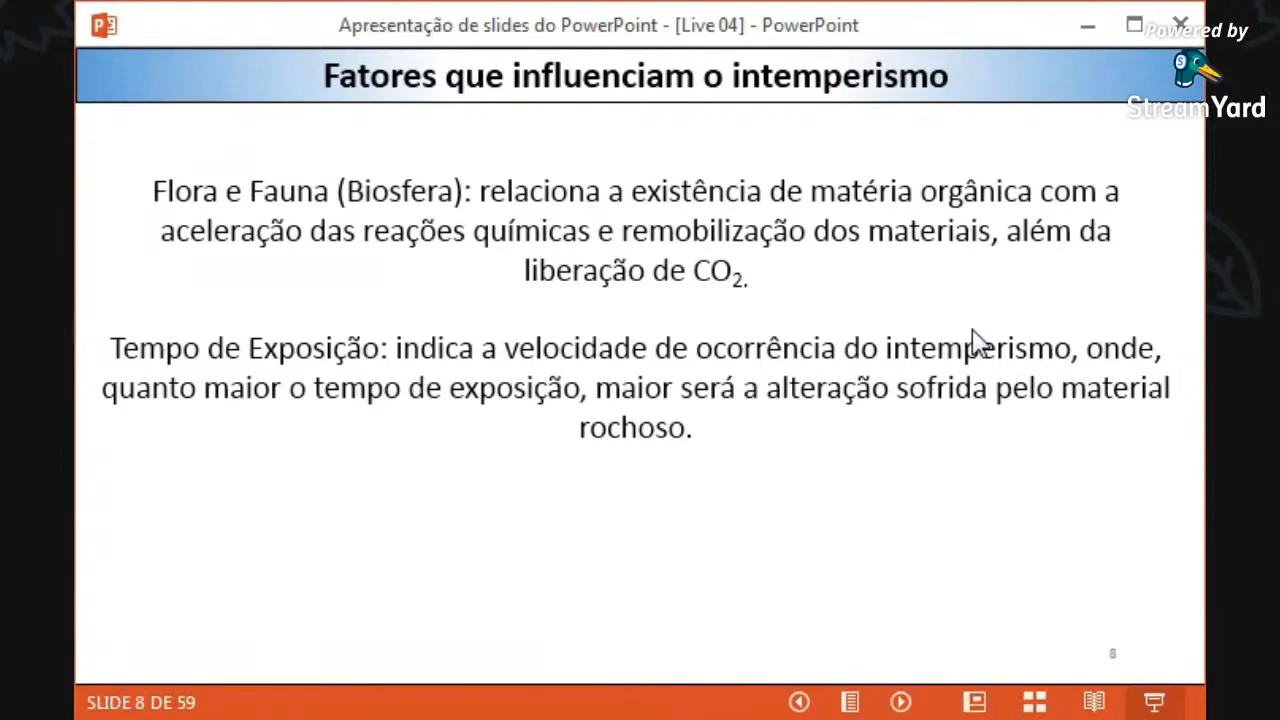 Apresentação de slides do PowerPoint - [Live 04] - PowerPoint
Powered by
StreamYard
Fatores que influenciam o intemperismo
Flora e Fauna (Biosfera): relaciona a existência de matéria orgânica com a
aceleração das reações químicas e remobilização dos materiais, além da
liberação de CO2.
Tempo de Exposição: indica a velocidade de ocorrência do intemperismo, onde,
quanto maior o tempo de exposição, maior será a alteração sofrida pelo material
rochoso.
8
SLIDE 8 DE 59